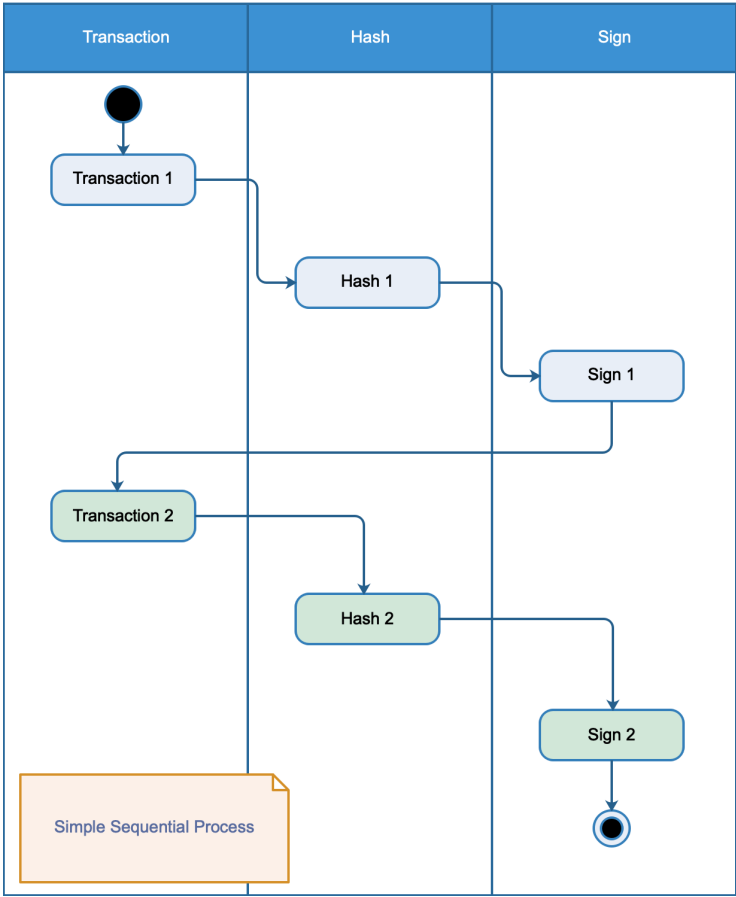 Transaction
Hash
Sign
Transaction 1
Hash 1
Sign 1
Transaction 2
Hash 2
Sign 2
Simple Sequential Process